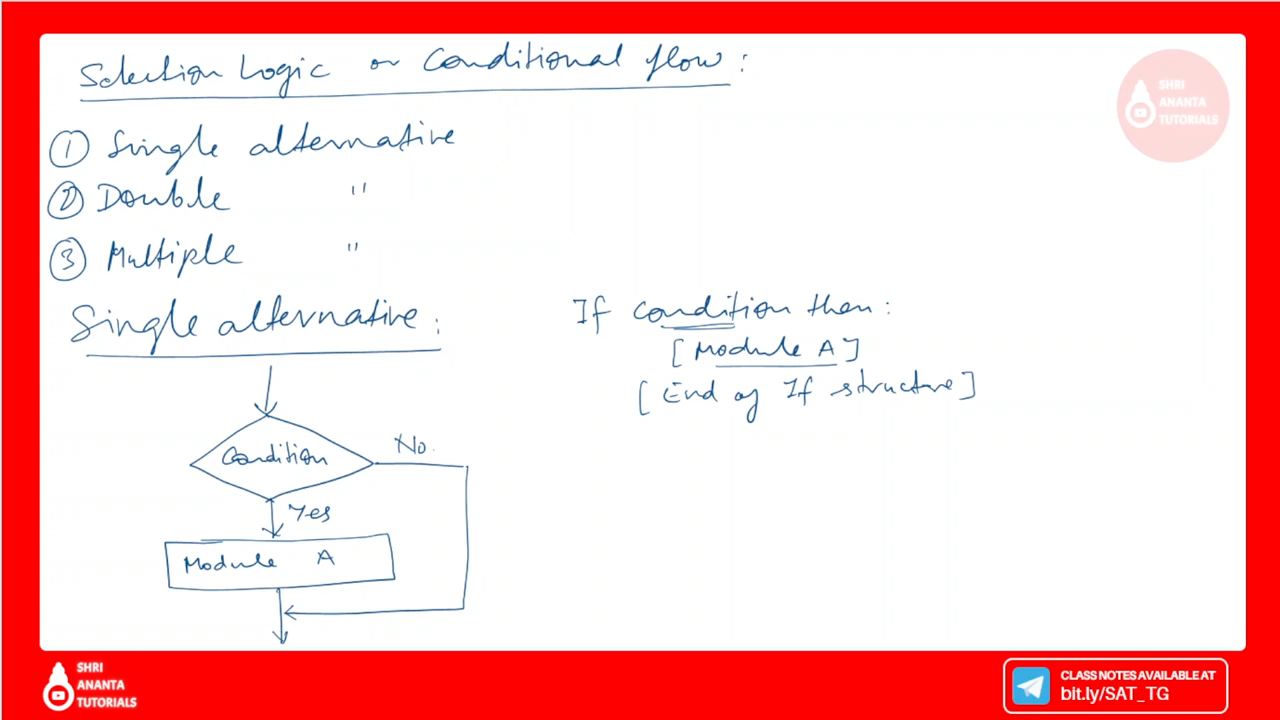 Selection Logic or Conditional flow:
① Single alternative
② Double "
③ Multiple "
Single alternative:
If condition then:
[Module A]
[End of If structure]
Condition
No.
Yes
Module A
SHRI
ANANTA
TUTORIALS
SHRI
ANANTA
TUTORIALS
CLASS NOTES AVAILABLE AT
bit.ly/SAT_TG